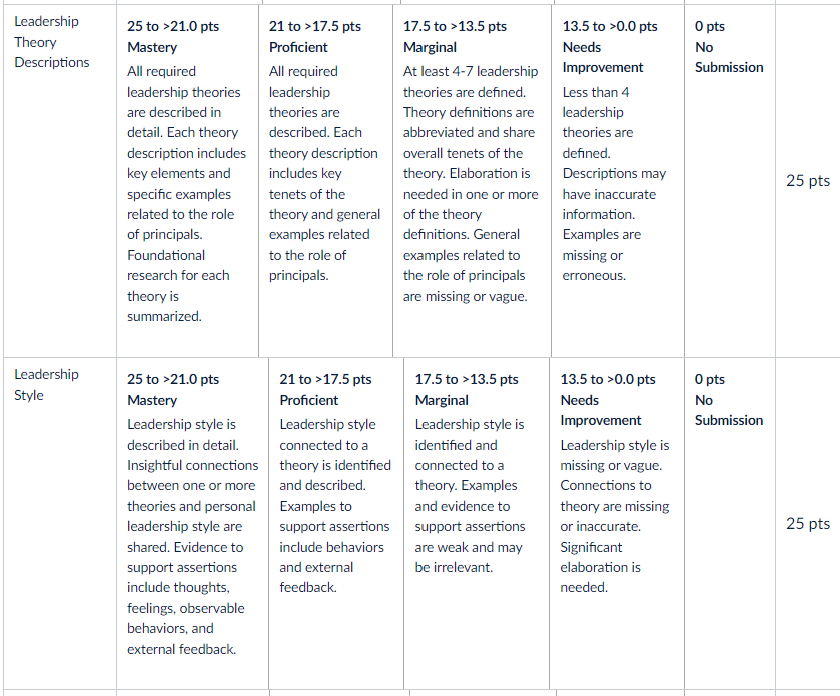 Leadership
Theory
Descriptions
25 to >21.0 pts
Mastery
All required
leadership theories
are described in
detail. Each theory
description includes
key elements and
specific examples
related to the role
of principals.
Foundational
research for each
theory is
summarized.
21 to >17.5 pts
Proficient
All required
leadership
theories are
described. Each
theory description
includes key
tenets of the
theory and general
examples related
to the role of
principals.
17.5 to >13.5 pts
Marginal
At least 4-7 leadership
theories are defined.
Theory definitions are
abbreviated and share
overall tenets of the
theory. Elaboration is
needed in one or more
of the theory
definitions. General
examples related to
the role of principals
are missing or vague.
13.5 to >0.0 pts
Needs
Improvement
Less than 4
leadership
theories are
defined.
Descriptions may
have inaccurate
information.
Examples are
missing or
erroneous.
0 pts
No
Submission
25 pts
Leadership
Style
25 to >21.0 pts
Mastery
Leadership style is
described in detail.
Insightful connections
between one or more
theories and personal
leadership style are
shared. Evidence to
support assertions
include thoughts,
feelings, observable
behaviors, and
external feedback.
21 to >17.5 pts
Proficient
Leadership style
connected to a
theory is identified
and described.
Examples to
support assertions
include behaviors
and external
feedback.
17.5 to >13.5 pts
Marginal
Leadership style is
identified and
connected to a
theory. Examples
and evidence to
support assertions
are weak and may
be irrelevant.
13.5 to >0.0 pts
Needs
Improvement
Leadership style is
missing or vague.
Connections to
theory are missing
or inaccurate.
Significant
elaboration is
needed.
0 pts
No
Submission
25 pts